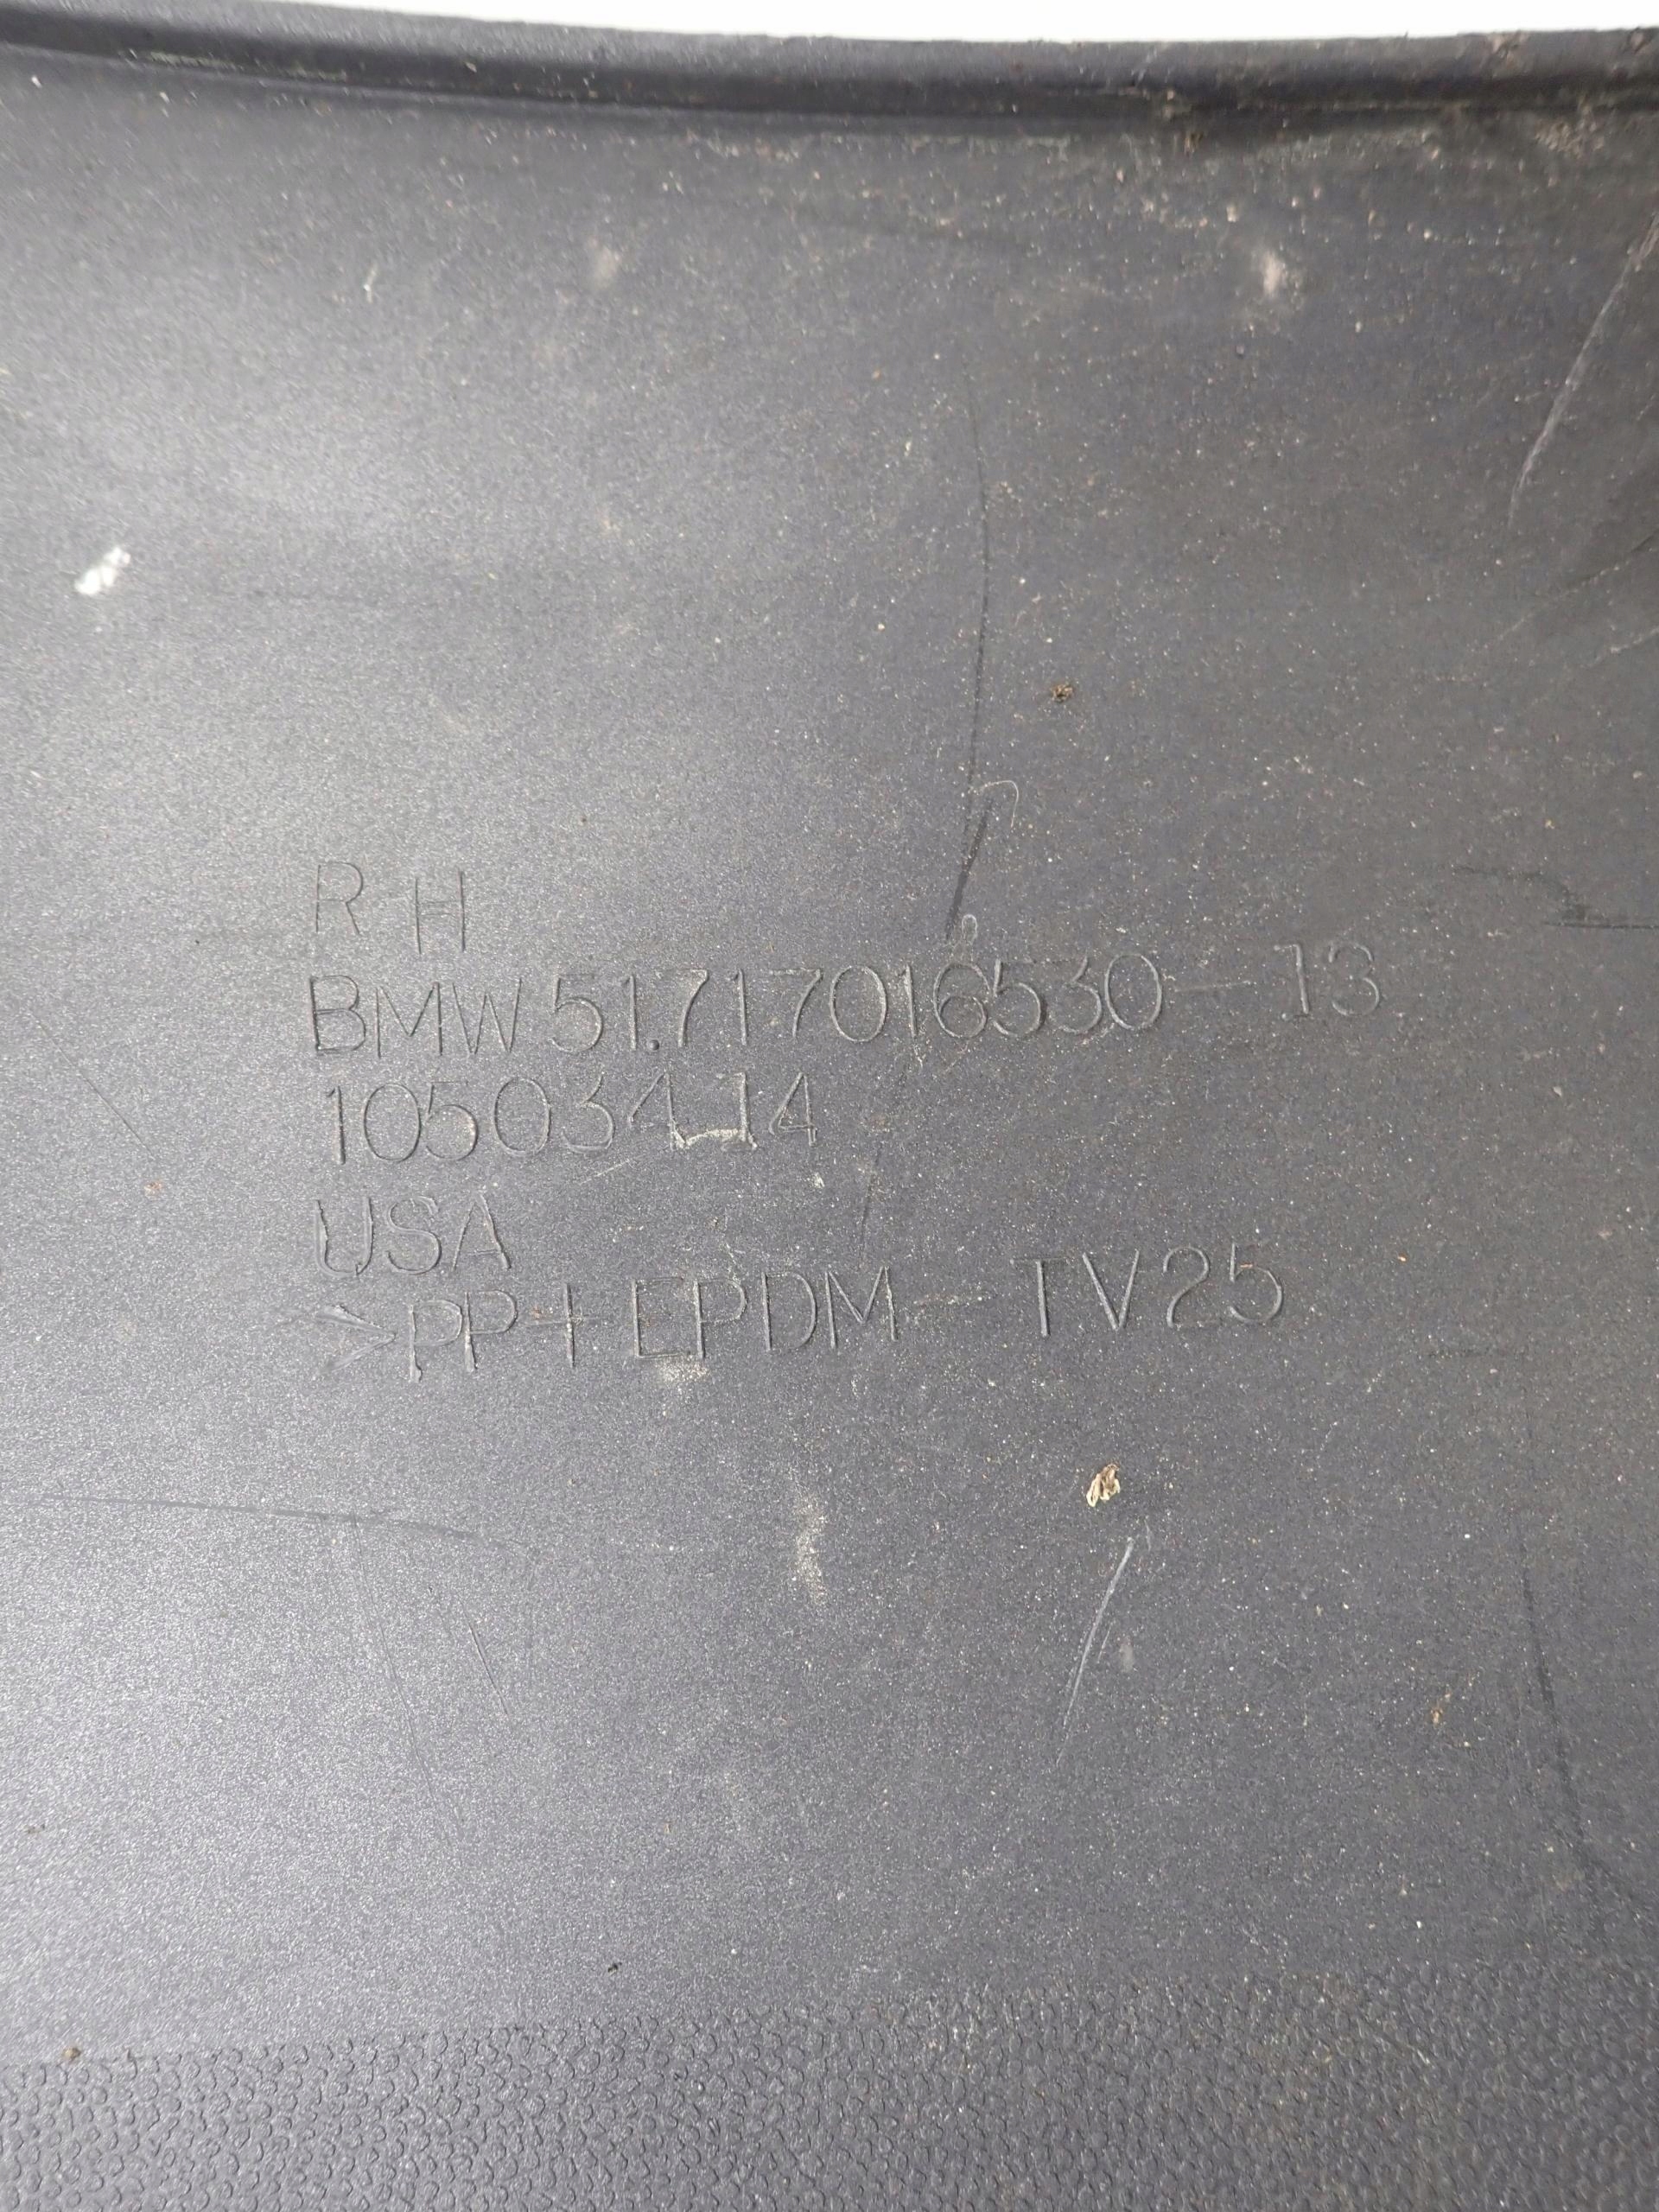 RH
BMW 51.717016530 - 13
10503414
USA
>PP+EPDM - TV25